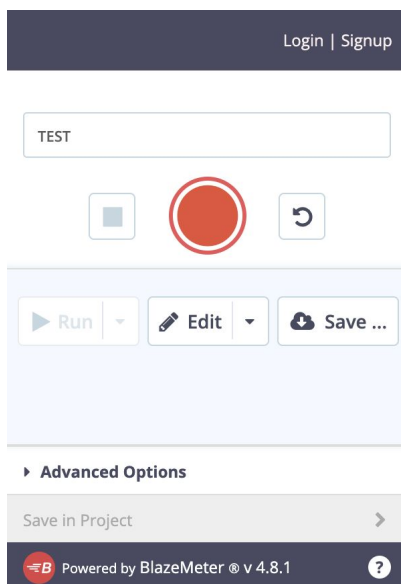 Login | Signup
TEST
Run
Edit
Save ...
Advanced Options
Save in Project
B Powered by BlazeMeter ® v 4.8.1 ?